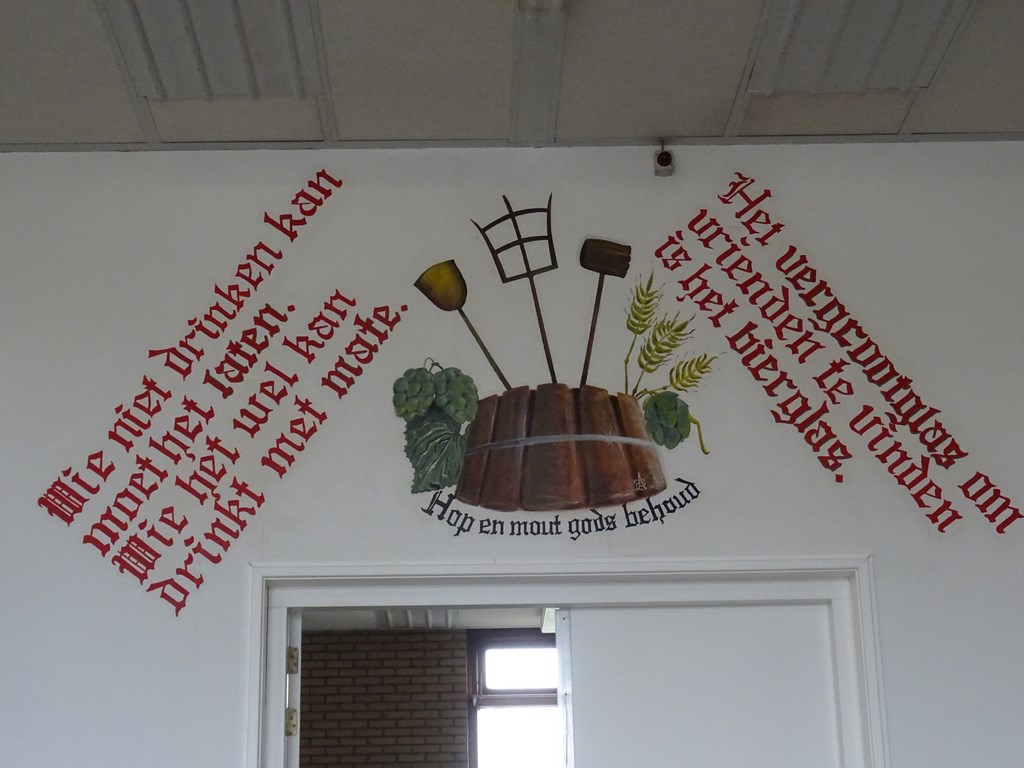 Wie niet drinken kan
moet het laten.
Wie het wel kan
drinkt met mate.
Het vergrootglas om
vrienden te vinden
is het bierglas.
Hop en mout gods behoud